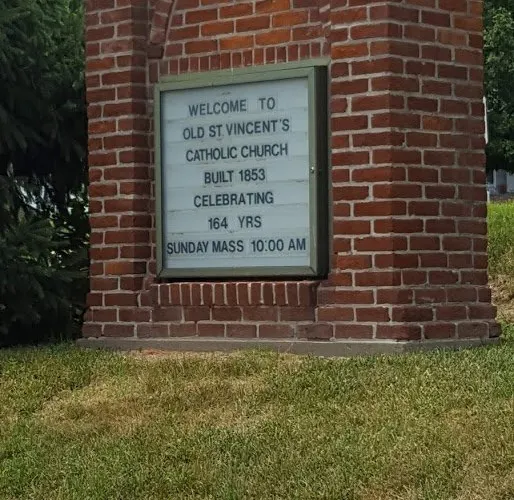 WELCOME TO
OLD ST VINCENT'S
CATHOLIC CHURCH
BUILT 1853
CELEBRATING
164 YRS
SUNDAY MASS 10:00 AM